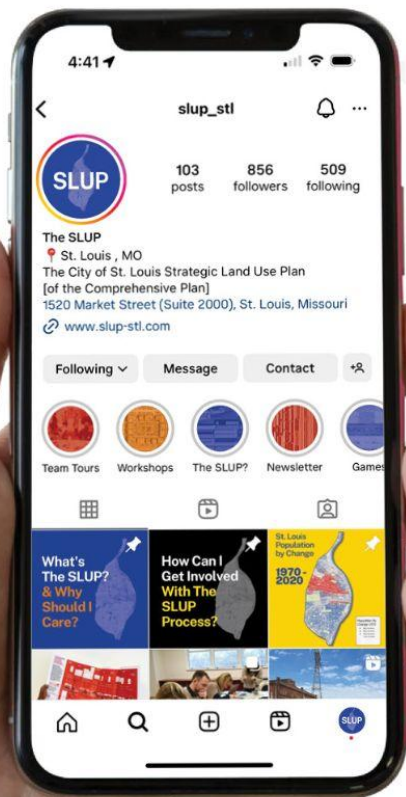 4:41
slup_stl
SLUP
103
856
509
posts
followers
following
The SLUP
St. Louis , MO
The City of St. Louis Strategic Land Use Plan
[of the Comprehensive Plan]
1520 Market Street (Suite 2000), St. Louis, Missouri
www.slup-stl.com
Following
Message
Contact
Team Tours
Workshops
The SLUP?
Newsletter
Games
What's
The SLUP?
& Why
Should I
Care?
How Can I
Get Involved
With The
SLUP
Process?
St. Louis
Population
by Change
1970 -
2020
SLUP